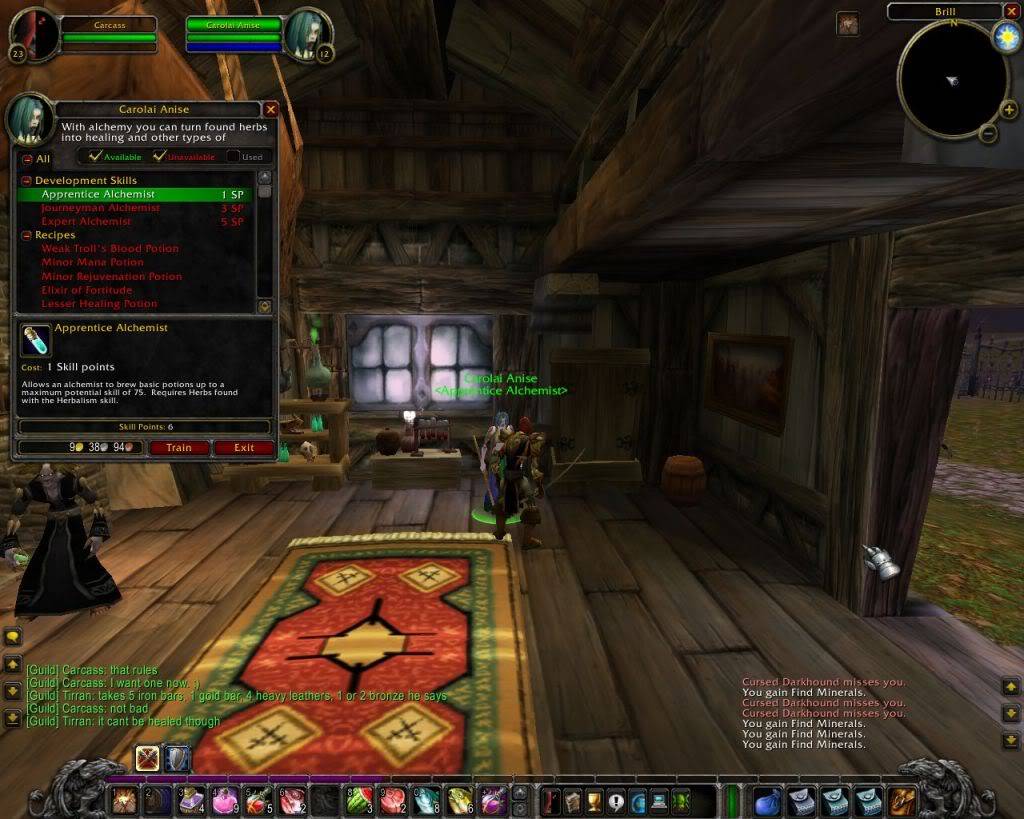 Carcass
23
Carolai Anise
12
Brill
N
Carolai Anise
With alchemy you can turn found herbs
into healing and other types of
All
Available
Unavailable
Used
Development Skills
Apprentice Alchemist 1 SP
Journeyman Alchemist 3 SP
Expert Alchemist 5 SP
Recipes
Weak Troll's Blood Potion
Minor Mana Potion
Minor Rejuvenation Potion
Elixir of Fortitude
Lesser Healing Potion
Apprentice Alchemist
Cost: 1 Skill points
Allows an alchemist to brew basic potions up to a
maximum potential skill of 75. Requires Herbs found
with the Herbalism skill.
Skill Points: 6
9 38 94
Train
Exit
Carolai Anise
<Apprentice Alchemist>
[Guild] Carcass: that rules
[Guild] Carcass: I want one now. :)
[Guild] Tirran: takes 5 iron bars, 1 gold bar, 4 heavy leathers, 1 or 2 bronze he says
[Guild] Carcass: not bad
[Guild] Tirran: it cant be healed though
Cursed Darkhound misses you.
You gain Find Minerals.
Cursed Darkhound misses you.
Cursed Darkhound misses you.
You gain Find Minerals.
You gain Find Minerals.
You gain Find Minerals.